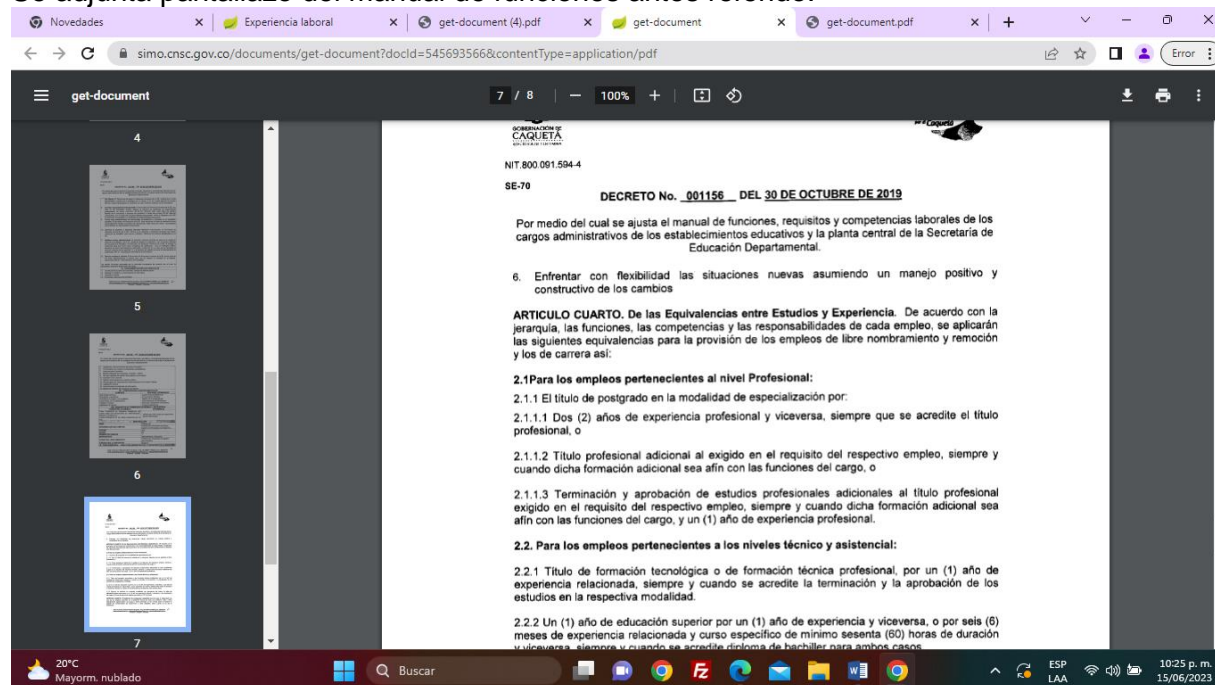 Se adjunta pantallazo del manual de funciones antes referido:
Novedades
Experiencia laboral
get-document (4).pdf
get-document
get-document.pdf
simo.cnsc.gov.co/documents/get-document?docId=545693566&contentType=application/pdf
Error
get-document
7 / 8
100%
4
5
6
7
GOBERNACIÓN DE
CAQUETÁ
NIT.800.091.594-4
SE-70
DECRETO No. 001156 DEL 30 DE OCTUBRE DE 2019
Por medio del cual se ajusta el manual de funciones, requisitos y competencias laborales de los
cargos administrativos de los establecimientos educativos y la planta central de la Secretaría de
Educación Departamental.
6. Enfrentar con flexibilidad las situaciones nuevas asumiendo un manejo positivo y
constructivo de los cambios
ARTICULO CUARTO. De las Equivalencias entre Estudios y Experiencia. De acuerdo con la
jerarquía, las funciones, las competencias y las responsabilidades de cada empleo, se aplicarán
las siguientes equivalencias para la provisión de los empleos de libre nombramiento y remoción
y los de carrera así:
2.1Para los empleos pertenecientes al nivel Profesional:
2.1.1 El título de postgrado en la modalidad de especialización por:
2.1.1.1 Dos (2) años de experiencia profesional y viceversa, siempre que se acredite el título
profesional, o
2.1.1.2 Título profesional adicional al exigido en el requisito del respectivo empleo, siempre y
cuando dicha formación adicional sea afín con las funciones del cargo, o
2.1.1.3 Terminación y aprobación de estudios profesionales adicionales al título profesional
exigido en el requisito del respectivo empleo, siempre y cuando dicha formación adicional sea
afín con las funciones del cargo, y un (1) año de experiencia profesional.
2.2. Para los empleos pertenecientes a los niveles técnico y asistencial:
2.2.1 Título de formación tecnológica o de formación técnica profesional, por un (1) año de
experiencia relacionada, siempre y cuando se acredite la terminación y la aprobación de los
estudios en la respectiva modalidad.
2.2.2 Un (1) año de educación superior por un (1) año de experiencia y viceversa, o por seis (6)
meses de experiencia relacionada y curso específico de mínimo sesenta (60) horas de duración
y viceversa, siempre y cuando se acredite diploma de bachiller para ambos casos
20°C
Mayorm. nublado
Buscar
ESP
LAA
10:25 p. m.
15/06/2023